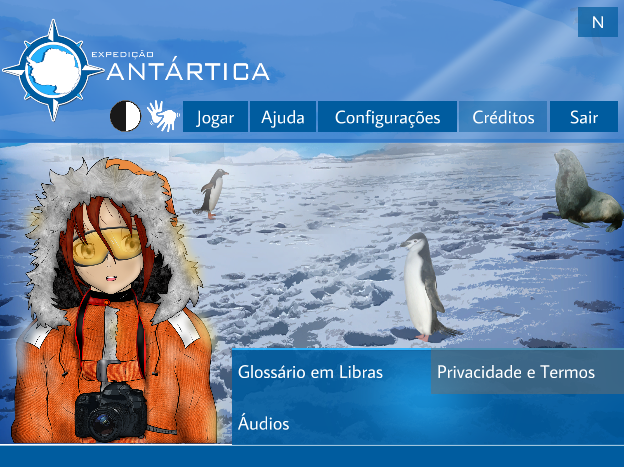 N
EXPEDIÇÃO
ANTÁRTICA
Jogar Ajuda Configurações Créditos Sair
Glossário em Libras Privacidade e Termos
Áudios